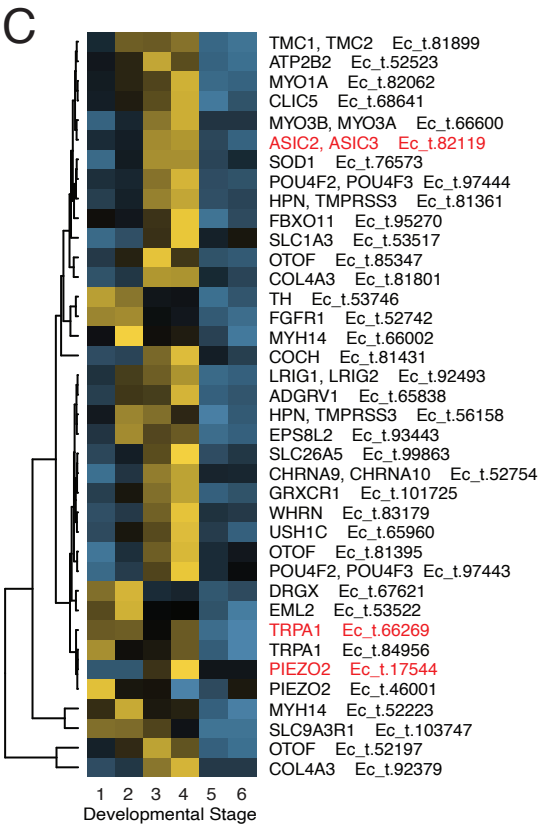 C
TMC1, TMC2 Ec_t.81899
ATP2B2 Ec_t.52523
MYO1A Ec_t.82062
CLIC5 Ec_t.68641
MYO3B, MYO3A Ec_t.66600
ASIC2, ASIC3 Ec_t.82119
SOD1 Ec_t.76573
POU4F2, POU4F3 Ec_t.97444
HPN, TMPRSS3 Ec_t.81361
FBXO11 Ec_t.95270
SLC1A3 Ec_t.53517
OTOF Ec_t.85347
COL4A3 Ec_t.81801
TH Ec_t.53746
FGFR1 Ec_t.52742
MYH14 Ec_t.66002
COCH Ec_t.81431
LRIG1, LRIG2 Ec_t.92493
ADGRV1 Ec_t.65838
HPN, TMPRSS3 Ec_t.56158
EPS8L2 Ec_t.93443
SLC26A5 Ec_t.99863
CHRNA9, CHRNA10 Ec_t.52754
GRXCR1 Ec_t.101725
WHRN Ec_t.83179
USH1C Ec_t.65960
OTOF Ec_t.81395
POU4F2, POU4F3 Ec_t.97443
DRGX Ec_t.67621
EML2 Ec_t.53522
TRPA1 Ec_t.66269
TRPA1 Ec_t.84956
PIEZO2 Ec_t.17544
PIEZO2 Ec_t.46001
MYH14 Ec_t.52223
SLC9A3R1 Ec_t.103747
OTOF Ec_t.52197
COL4A3 Ec_t.92379
1 2 3 4 5 6
Developmental Stage